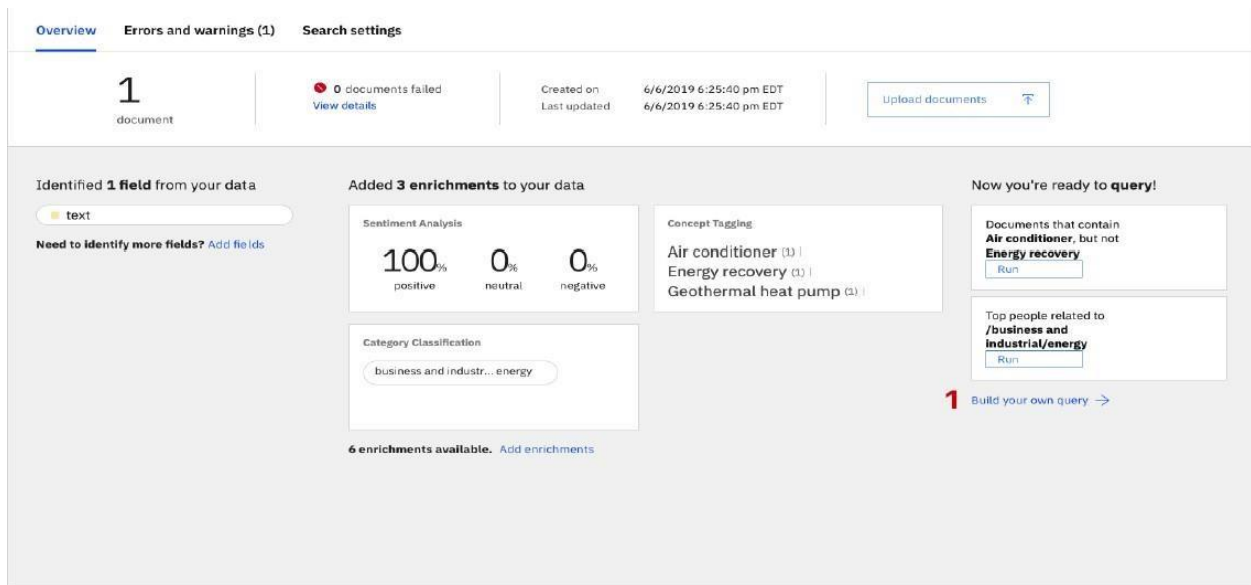 Overview Errors and warnings (1) Search settings
1
document
0 documents failed
View details
Created on 6/6/2019 6:25:40 pm EDT
Last updated 6/6/2019 6:25:40 pm EDT
Upload documents
Identified 1 field from your data
text
Need to identify more fields? Add fields
Added 3 enrichments to your data
Sentiment Analysis
100% 0% 0%
positive neutral negative
Concept Tagging
Air conditioner (1)
Energy recovery (1)
Geothermal heat pump (1)
Category Classification
business and industr... energy
6 enrichments available. Add enrichments
Now you're ready to query!
Documents that contain
Air conditioner, but not
Energy recovery
Run
Top people related to
/business and
industrial/energy
Run
1 Build your own query